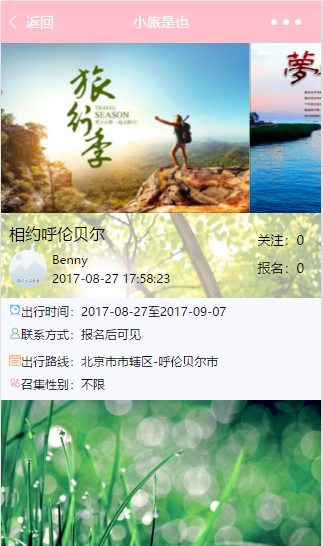 返回
小旅是也
旅约季
TRAVEL
SEASON
夢
相约呼伦贝尔
关注：0
Benny
报名：0
2017-08-27 17:58:23
出行时间：2017-08-27至2017-09-07
联系方式：报名后可见
出行路线：北京市市辖区-呼伦贝尔市
召集性别：不限